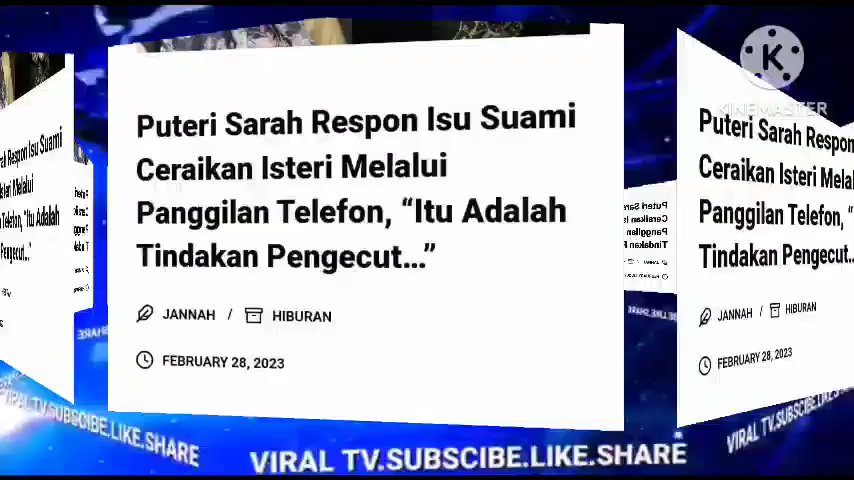 Puteri Sarah Respon Isu Suami
Ceraikan Isteri Melalui
Panggilan Telefon, “Itu Adalah
Tindakan Pengecut...”
JANNAH / HIBURAN
FEBRUARY 28, 2023
VIRAL TV.SUBSCIBE.LIKE.SHARE
KINEMASTER
Puteri Sarah Respon
Ceraikan Isteri
Panggilan Telefon, “
Tindakan Pengecut..
JANNAH / HIBURAN
FEBRUARY 28, 2023
VIRAL TV.SUBSCIBE.LIKE.SHARE
VIRAL TV.SUBSCIBE.LIKE.SHARE